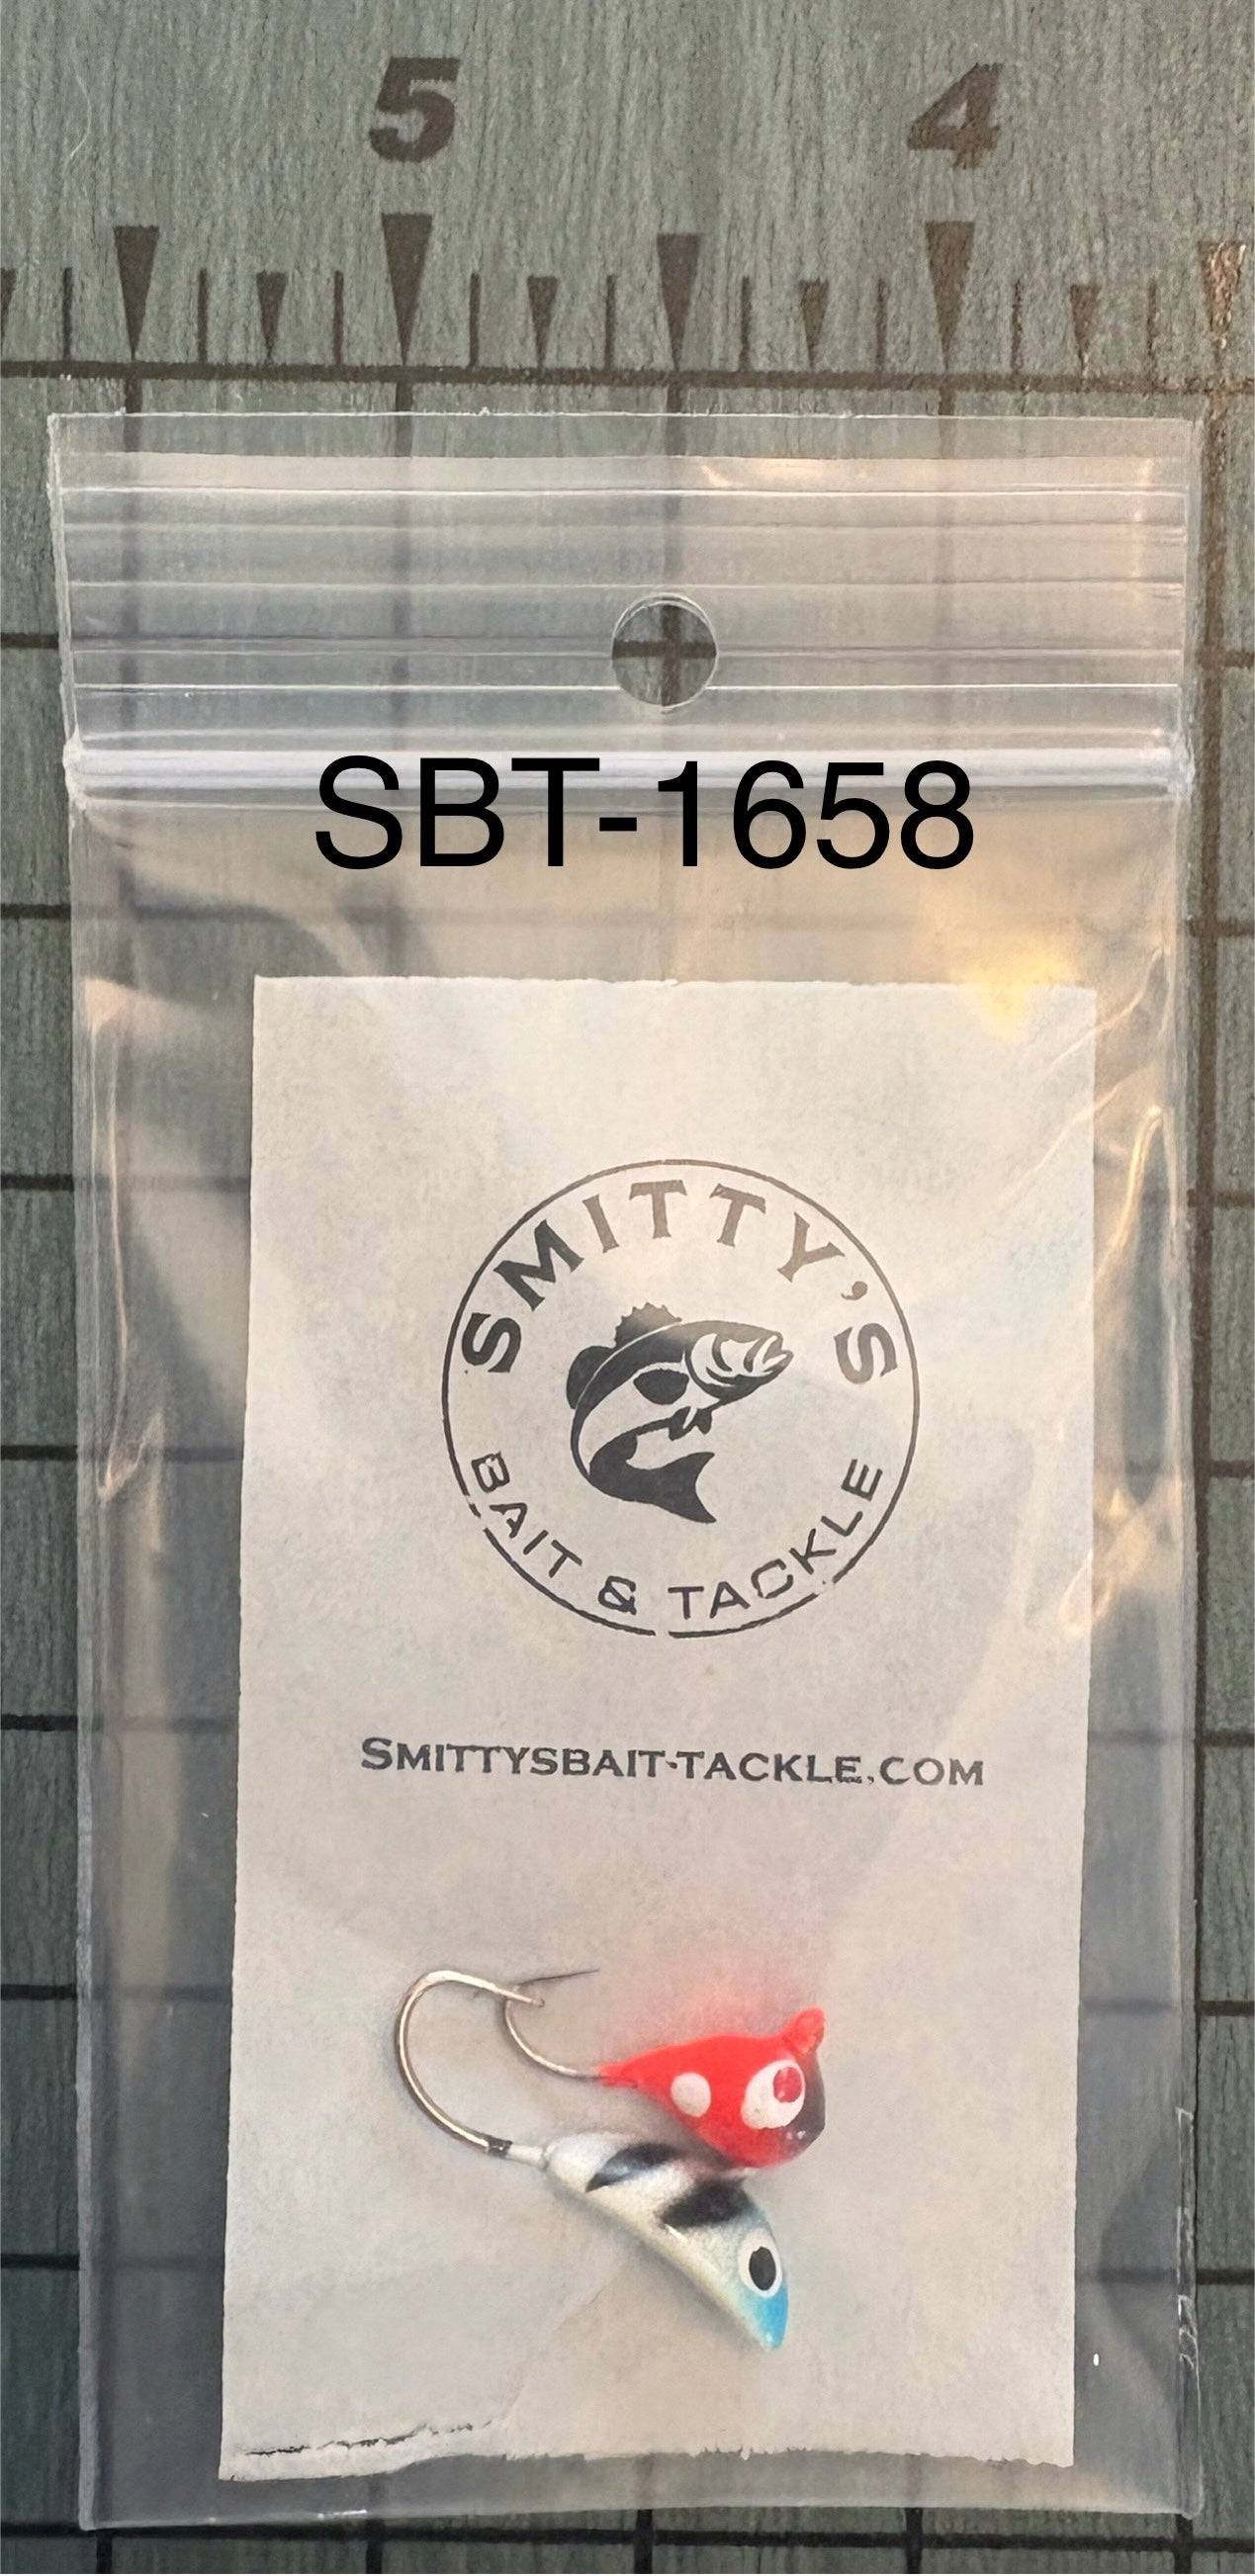 5 4
SBT-1658
SMITTY'S
BAIT & TACKLE
SMITTYSBAIT-TACKLE.COM